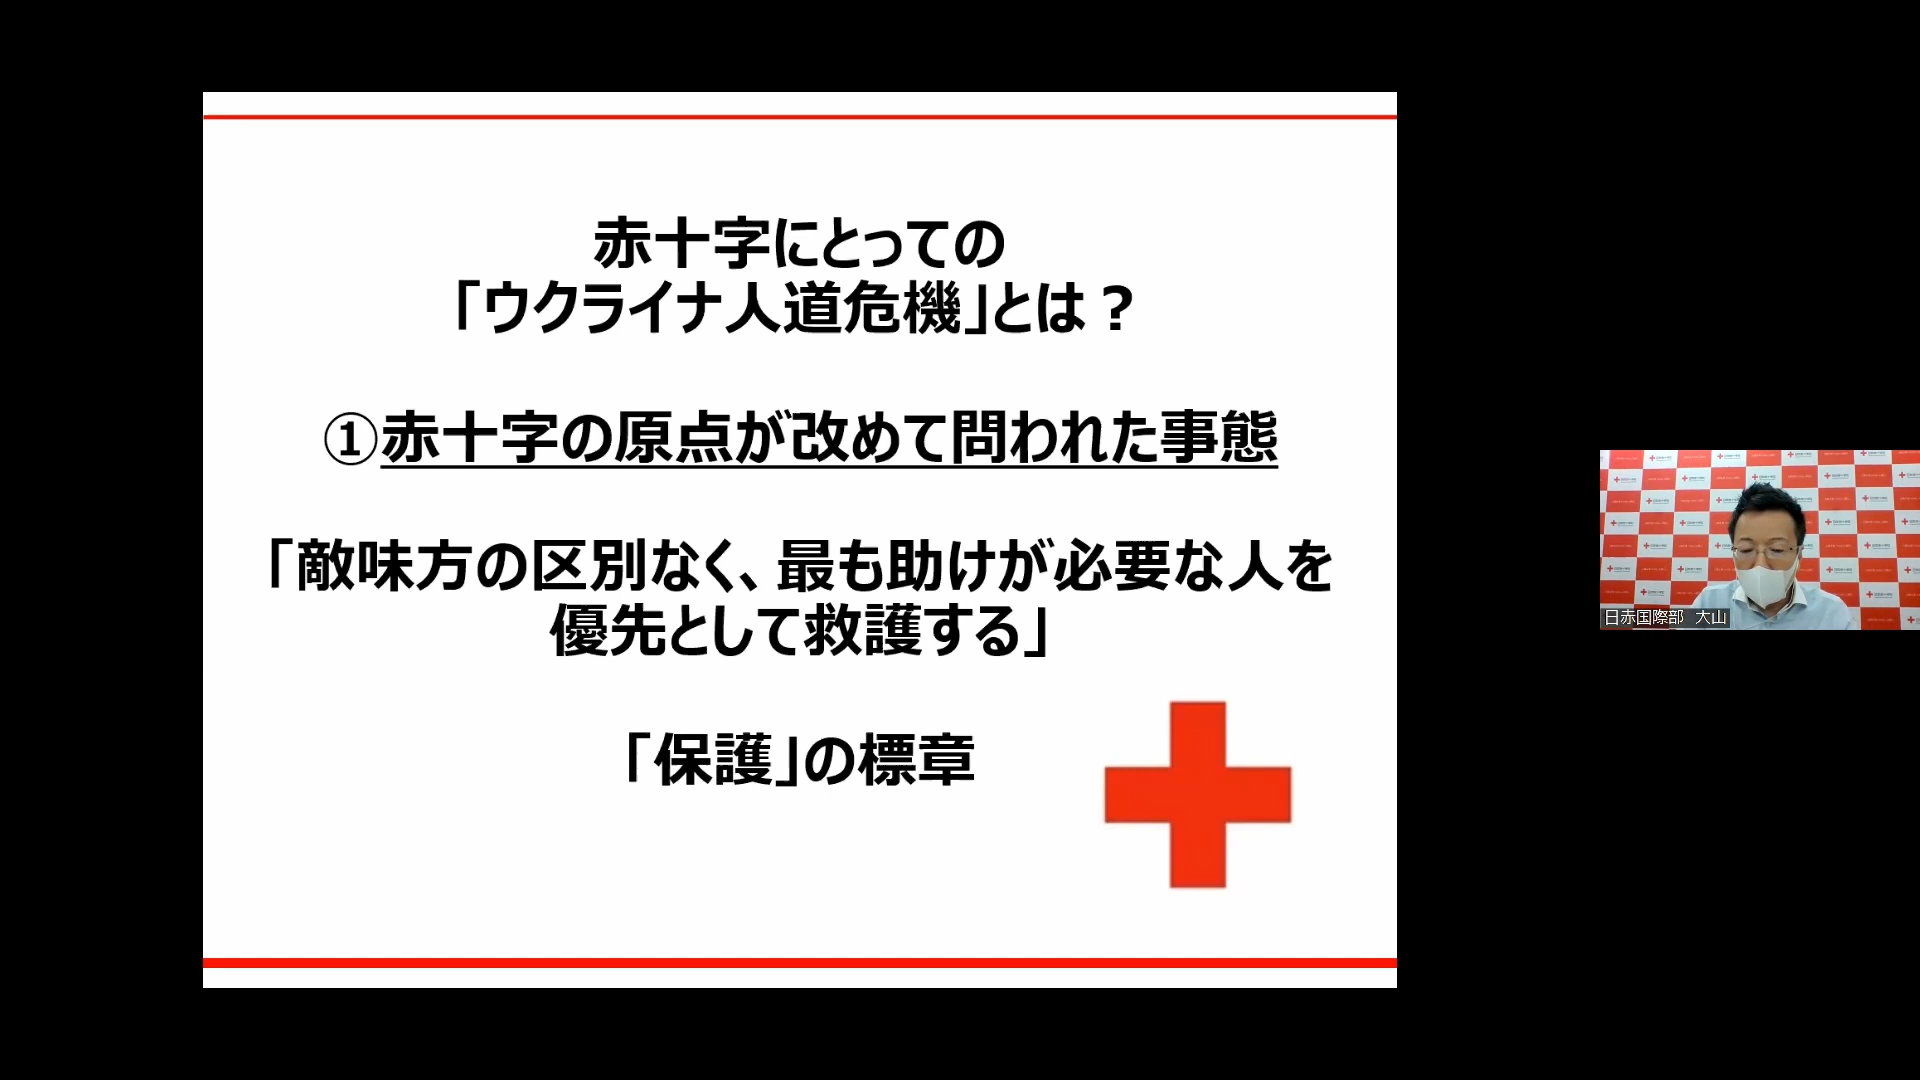 赤十字にとっての
「ウクライナ人道危機」とは？
①赤十字の原点が改めて問われた事態
「敵味方の区別なく、最も助けが必要な人を
優先として救護する」
「保護」の標章
日赤国際部 大山